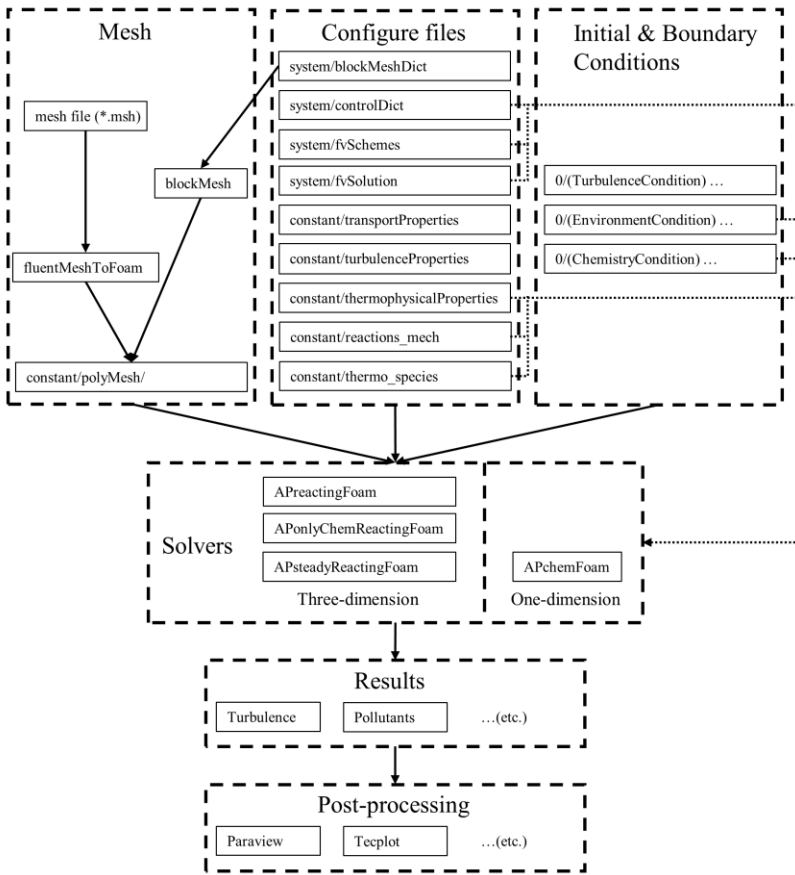 Mesh
mesh file (*.msh)
blockMesh
fluentMeshToFoam
constant/polyMesh/
Configure files
system/blockMeshDict
system/controlDict
system/fvSchemes
system/fvSolution
constant/transportProperties
constant/turbulenceProperties
constant/thermophysicalProperties
constant/reactions_mech
constant/thermo_species
Initial & Boundary
Conditions
0/(TurbulenceCondition) …
0/(EnvironmentCondition) …
0/(ChemistryCondition) …
Solvers
APreactingFoam
APonlyChemReactingFoam
APsteadyReactingFoam
Three-dimension
APchemFoam
One-dimension
Results
Turbulence
Pollutants
…(etc.)
Post-processing
Paraview
Tecplot
…(etc.)